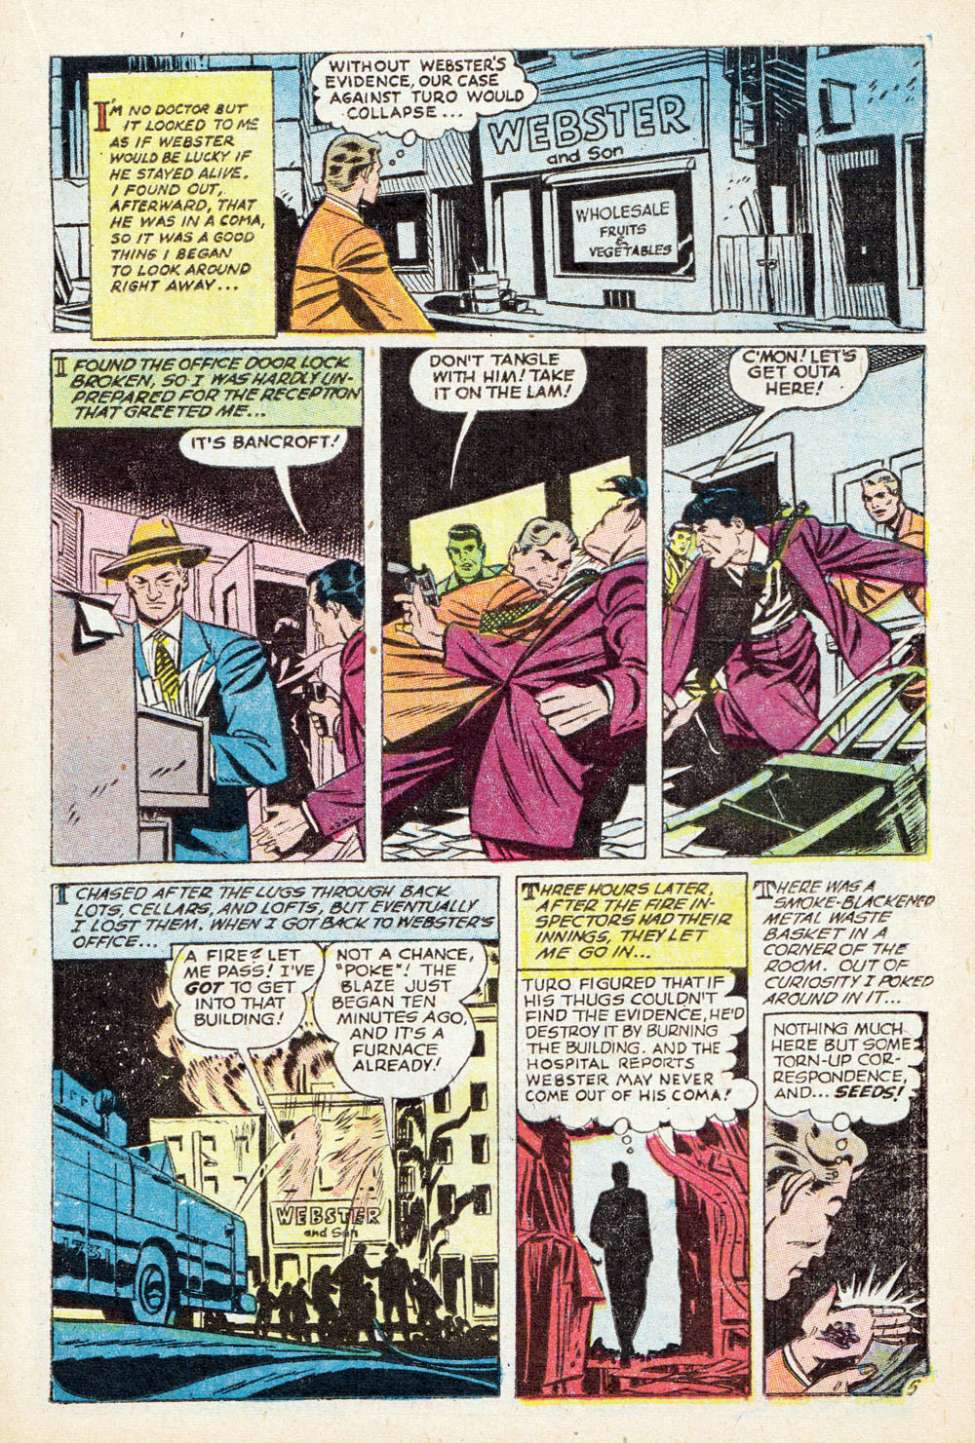 I'M NO DOCTOR BUT
IT LOOKED TO ME
AS IF WEBSTER
WOULD BE LUCKY IF
HE STAYED ALIVE.
I FOUND OUT,
AFTERWARD, THAT
HE WAS IN A COMA,
SO IT WAS A GOOD
THING I BEGAN
TO LOOK AROUND
RIGHT AWAY...
WITHOUT WEBSTER'S
EVIDENCE, OUR CASE
AGAINST TURO WOULD
COLLAPSE...
WEBSTER
and Son
WHOLESALE
FRUITS
&
VEGETABLES
I FOUND THE OFFICE DOOR LOCK
BROKEN, SO I WAS HARDLY UN-
PREPARED FOR THE RECEPTION
THAT GREETED ME...
IT'S BANCROFT!
DON'T TANGLE
WITH HIM! TAKE
IT ON THE LAM!
C'MON! LET'S
GET OUTA
HERE!
I CHASED AFTER THE LUGS THROUGH BACK
LOTS, CELLARS, AND LOFTS, BUT EVENTUALLY
I LOST THEM. WHEN I GOT BACK TO WEBSTER'S
OFFICE...
A FIRE? LET
ME PASS! I'VE
GOT TO GET
INTO THAT
BUILDING!
NOT A CHANCE,
"POKE"! THE
BLAZE JUST
BEGAN TEN
MINUTES AGO,
AND IT'S A
FURNACE
ALREADY!
WEBSTER
and Son
1731
THREE HOURS LATER,
AFTER THE FIRE IN-
SPECTORS HAD THEIR
INNINGS, THEY LET
ME GO IN...
TURO FIGURED THAT IF
HIS THUGS COULDN'T
FIND THE EVIDENCE, HE'D
DESTROY IT BY BURNING
THE BUILDING. AND THE
HOSPITAL REPORTS
WEBSTER MAY NEVER
COME OUT OF HIS COMA!
THERE WAS A
SMOKE-BLACKENED
METAL WASTE
BASKET IN A
CORNER OF THE
ROOM. OUT OF
CURIOSITY I POKED
AROUND IN IT...
NOTHING MUCH
HERE BUT SOME
TORN-UP COR-
RESPONDENCE,
AND... SEEDS!
5